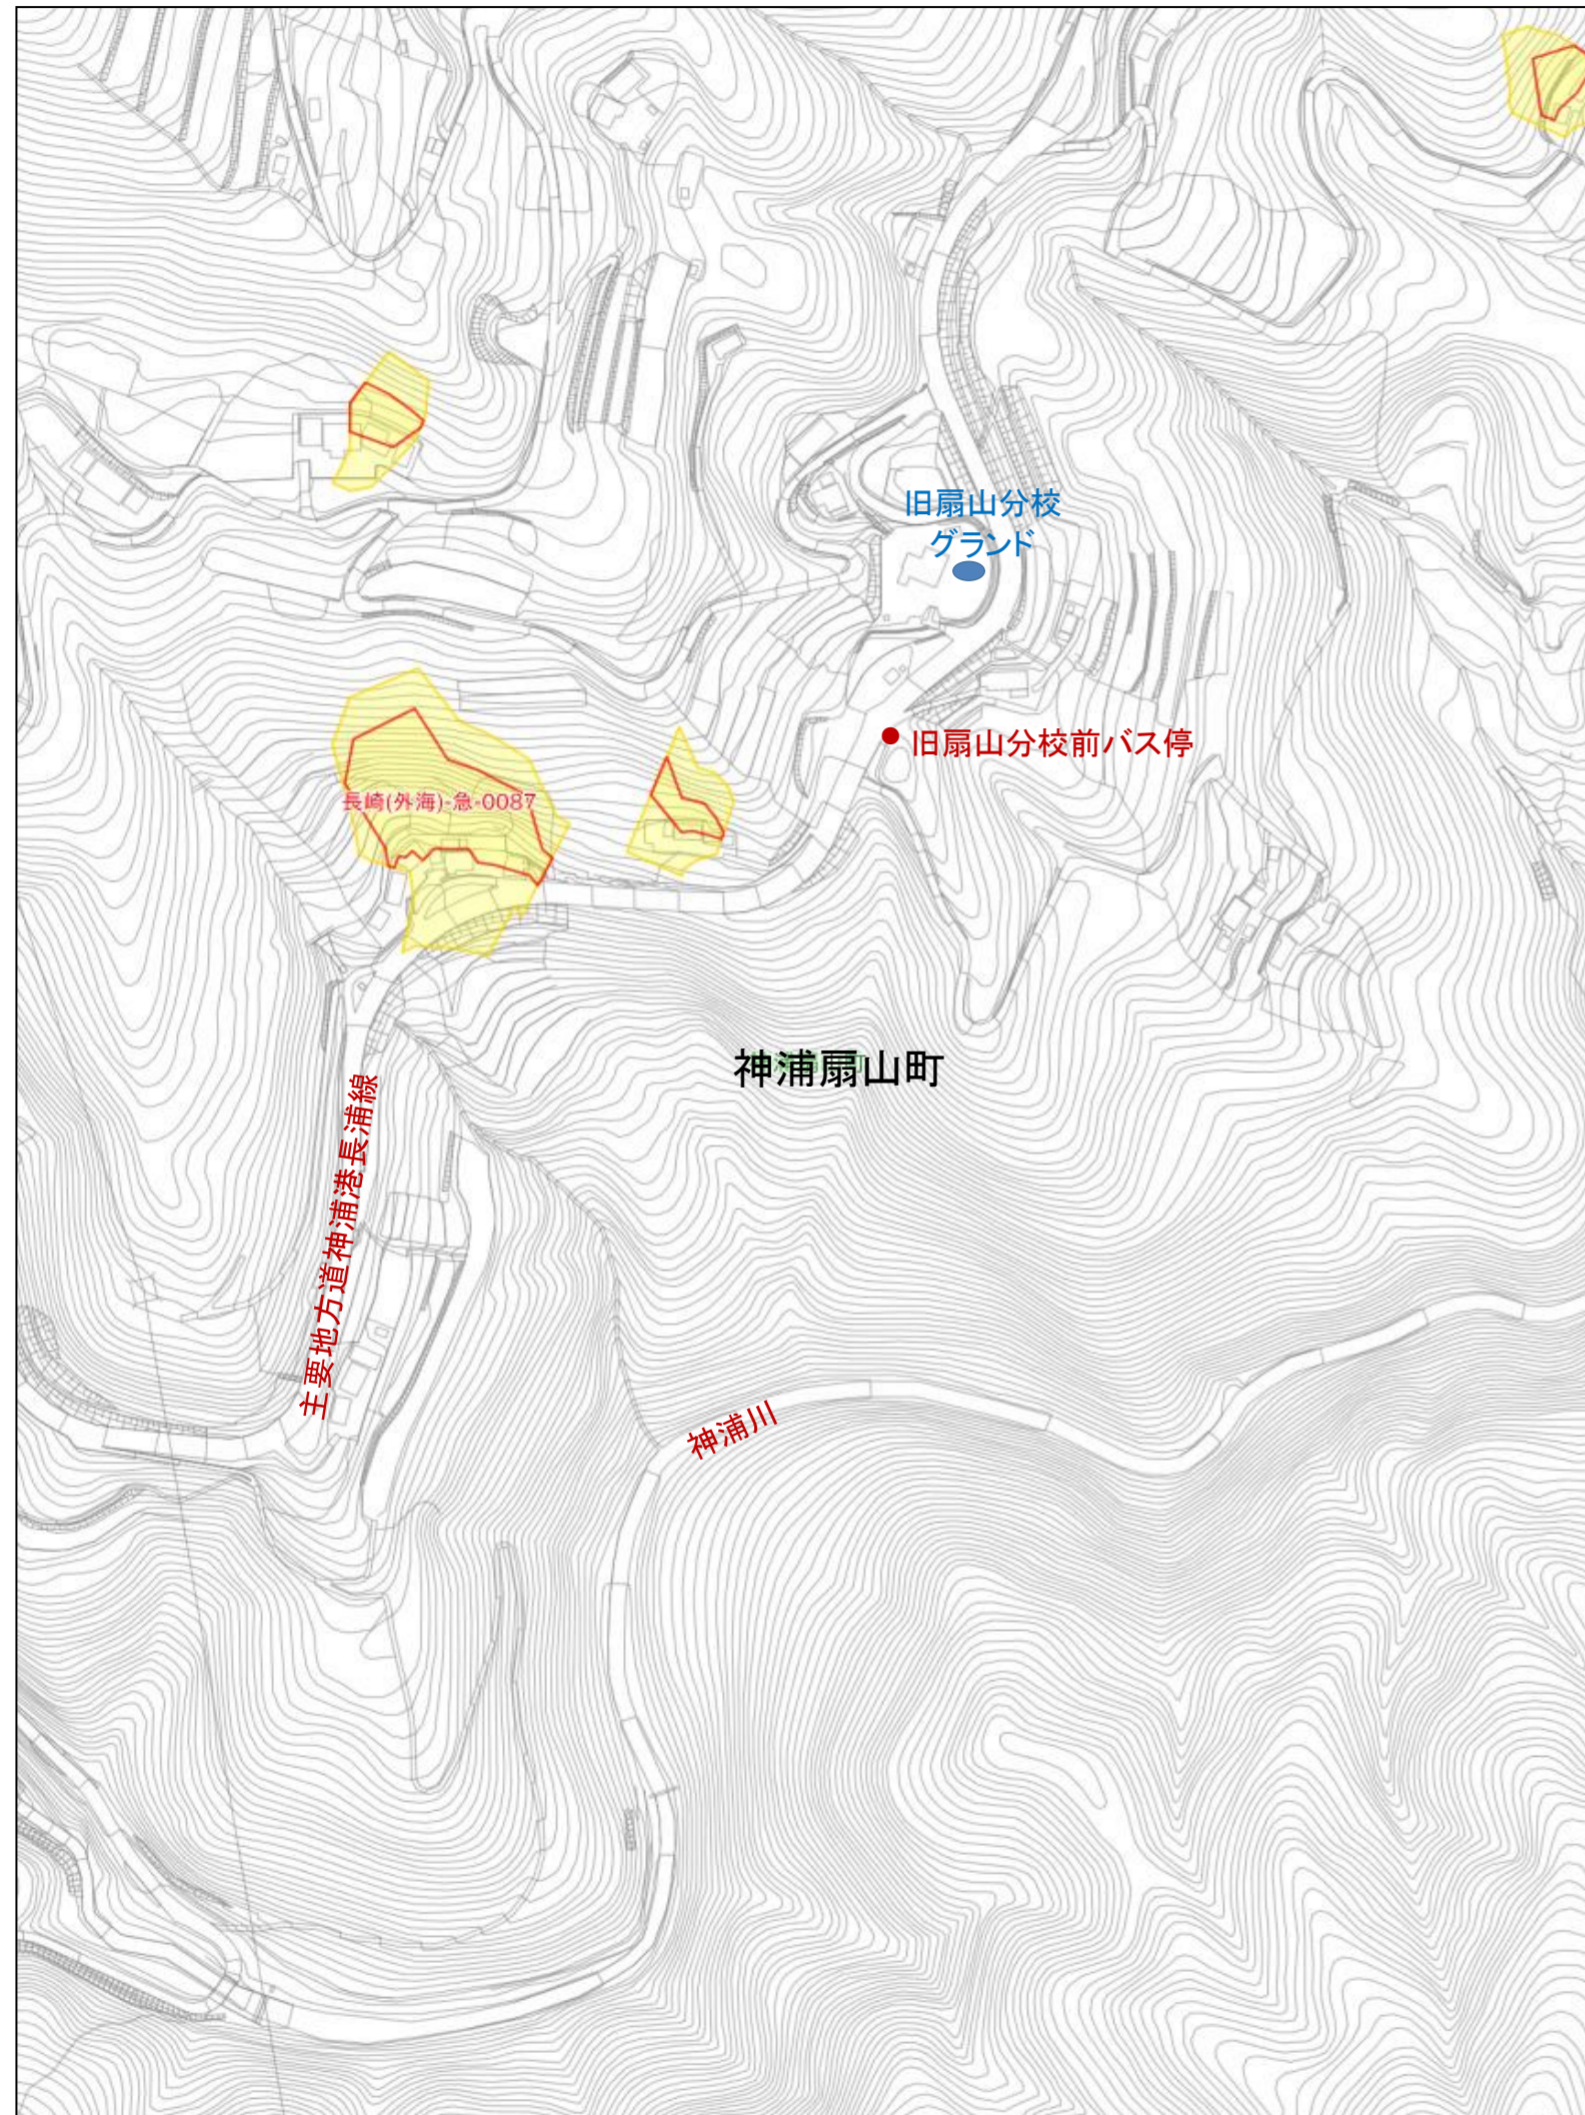 旧扇山分校
グランド
旧扇山分校前バス停
長崎(外海)-急-0087
神浦扇山町
主要地方道神浦港長浦線
神浦川